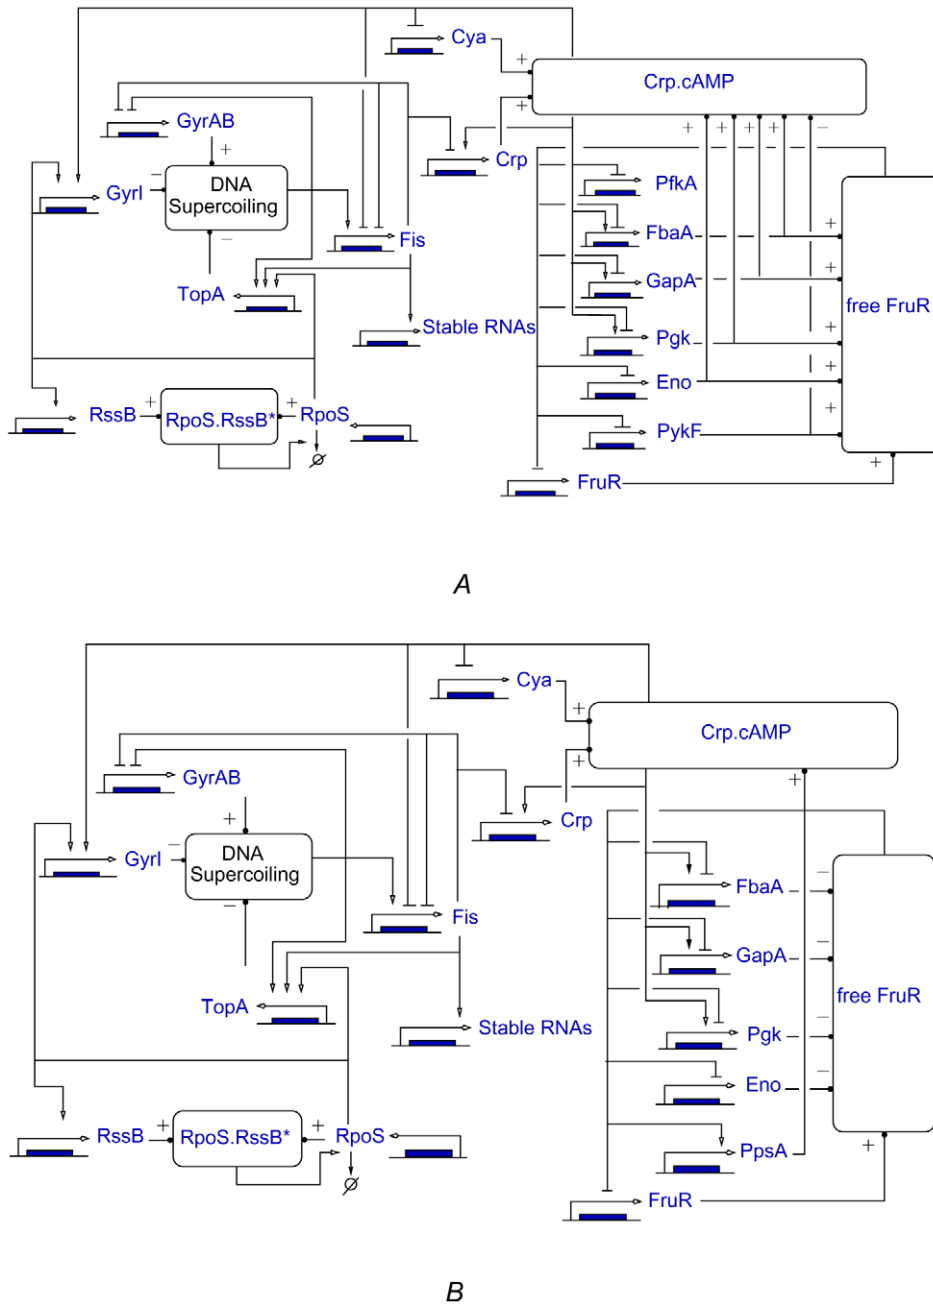 Cya
+
Crp.cAMP
+
GyrAB
+ + + + −
+
Crp
DNA
Supercoiling
−
GyrI
PfkA
−
Fis
FbaA
+
TopA
GapA
+
free FruR
Stable RNAs
Pgk
+
Eno
+
RssB
+
RpoS.RssB*
+
RpoS
+
PykF
+
FruR
A
Cya
+
Crp.cAMP
+
GyrAB
+
+
Crp
−
GyrI
DNA
Supercoiling
−
FbaA
−
Fis
GapA
−
free FruR
TopA
Stable RNAs
Pgk
−
Eno
−
RssB
+
RpoS.RssB*
+
RpoS
PpsA
+
FruR
B